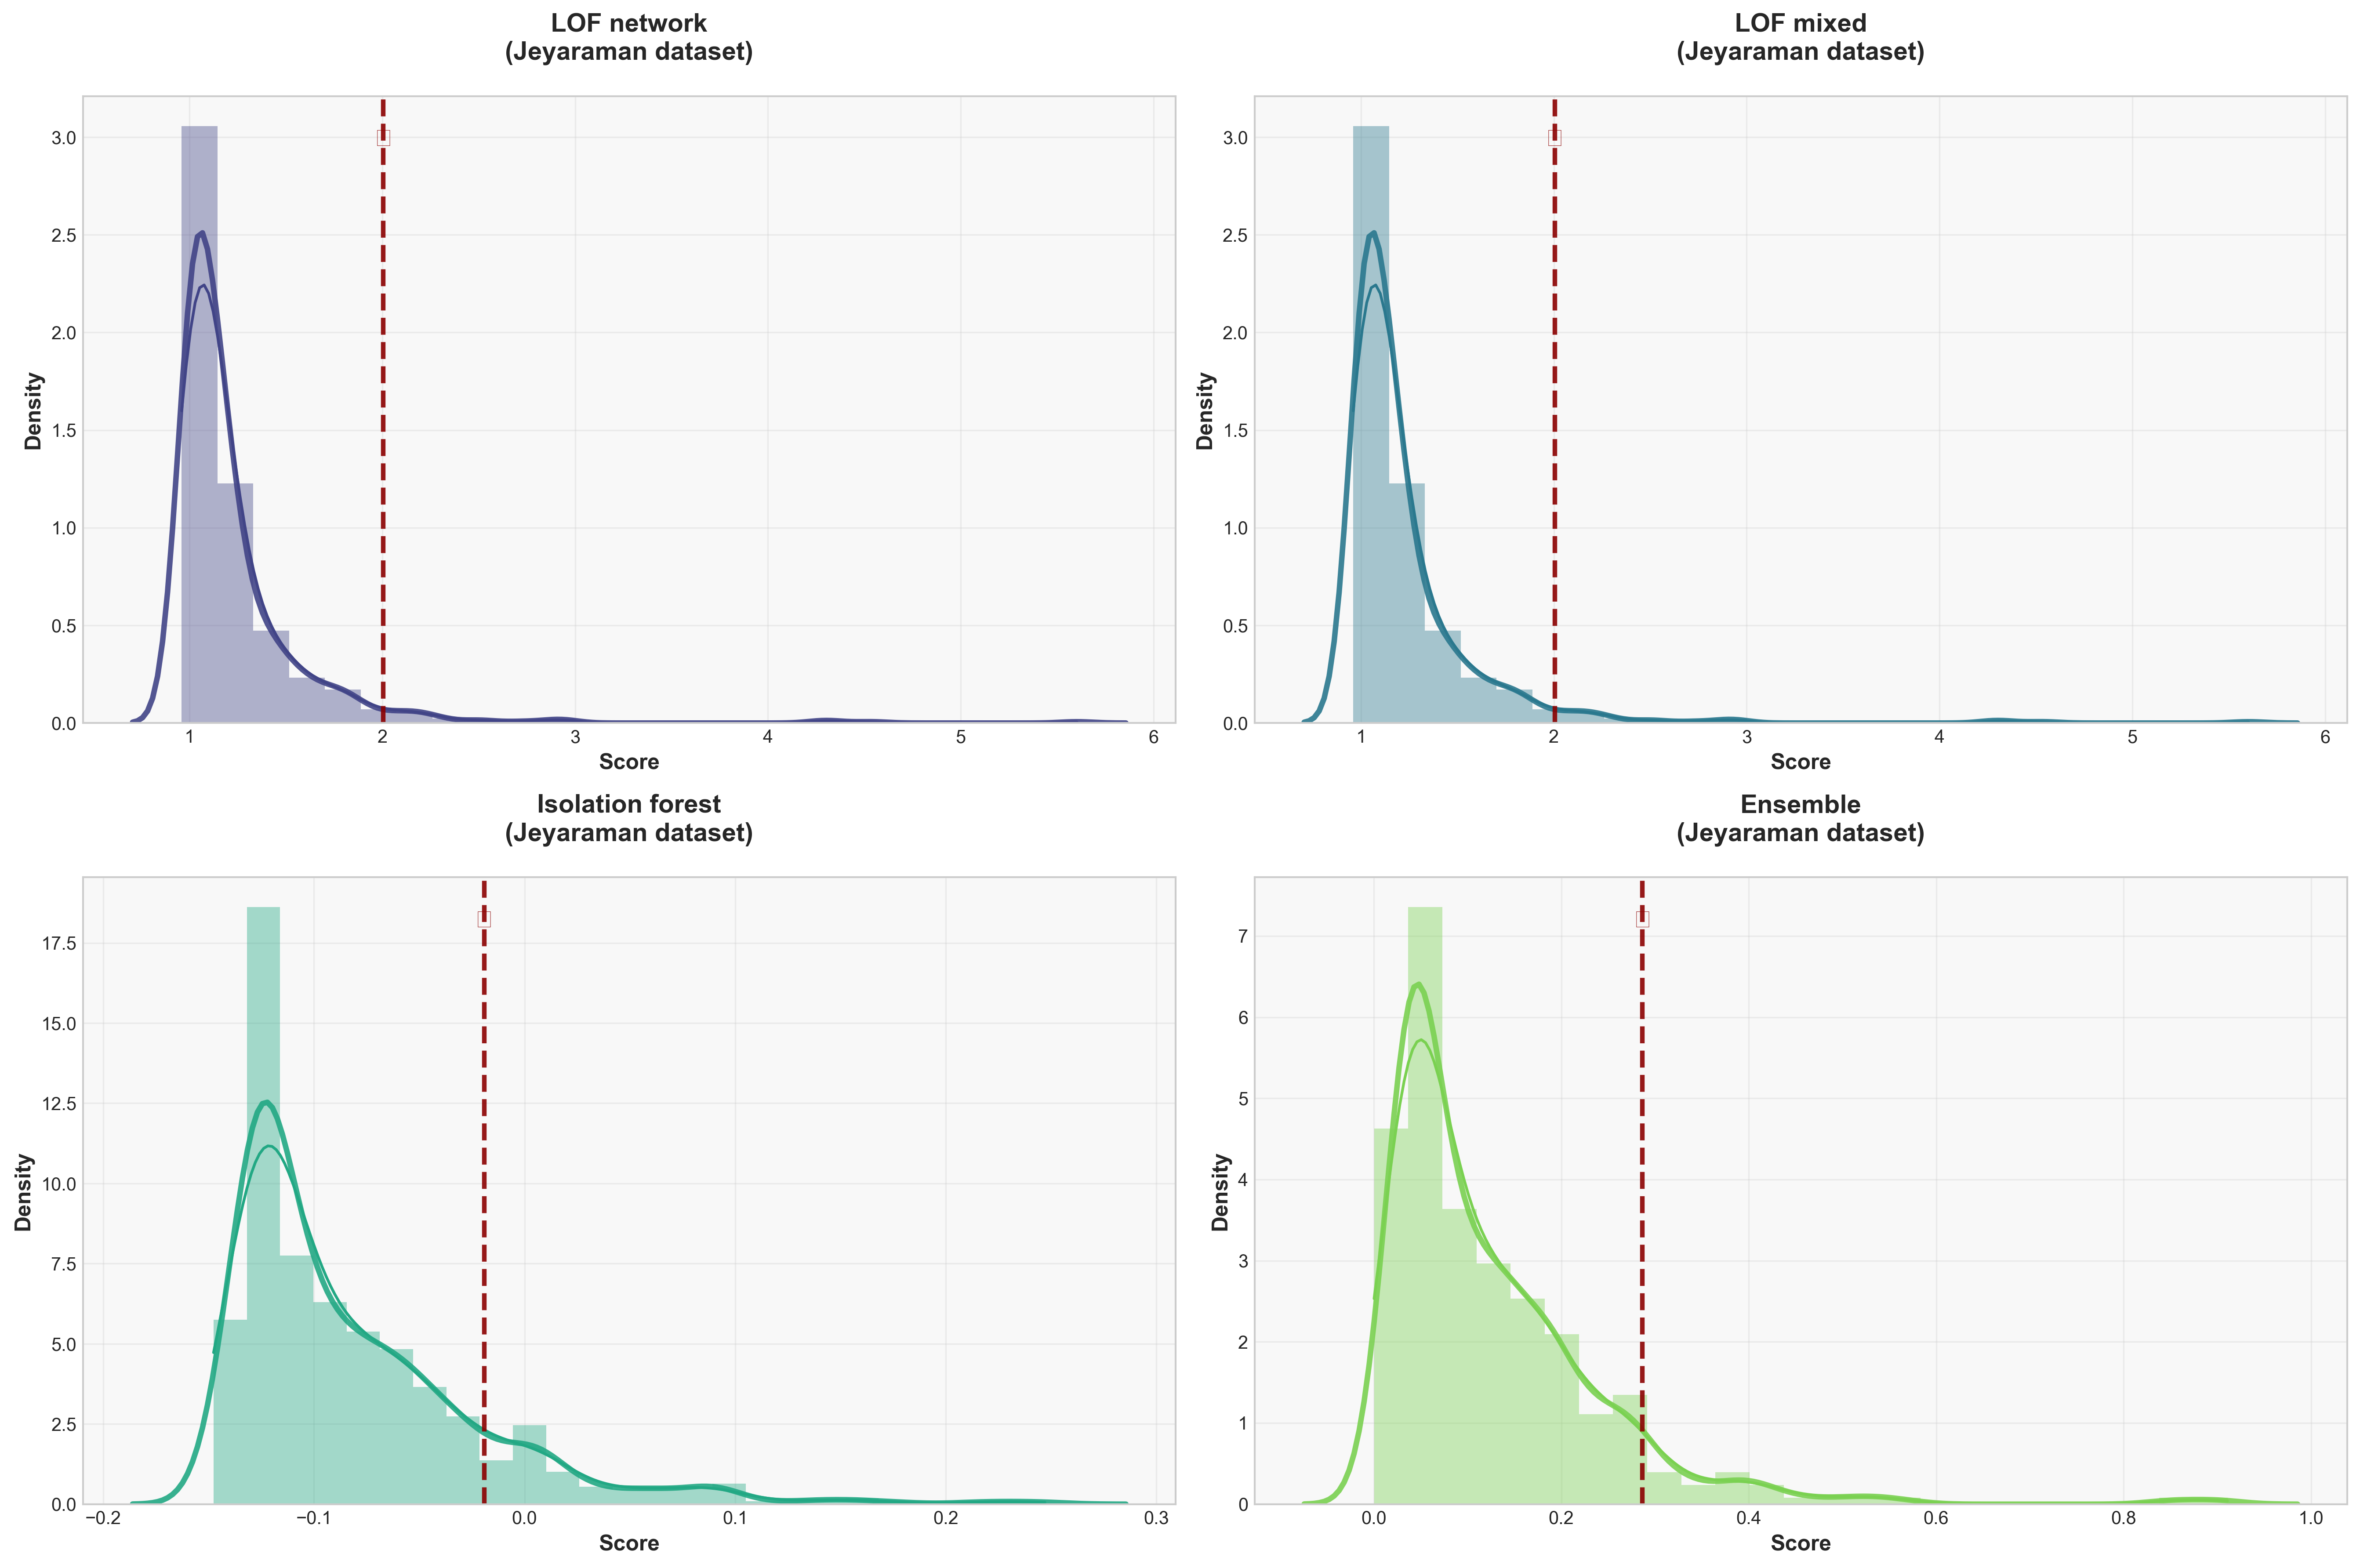 LOF network
(Jeyaraman dataset)
Density
3.0
2.5
2.0
1.5
1.0
0.5
0.0
1 2 3 4 5 6
Score
LOF mixed
(Jeyaraman dataset)
Density
3.0
2.5
2.0
1.5
1.0
0.5
0.0
1 2 3 4 5 6
Score
Isolation forest
(Jeyaraman dataset)
Density
17.5
15.0
12.5
10.0
7.5
5.0
2.5
0.0
−0.2 −0.1 0.0 0.1 0.2 0.3
Score
Ensemble
(Jeyaraman dataset)
Density
7
6
5
4
3
2
1
0
0.0 0.2 0.4 0.6 0.8 1.0
Score